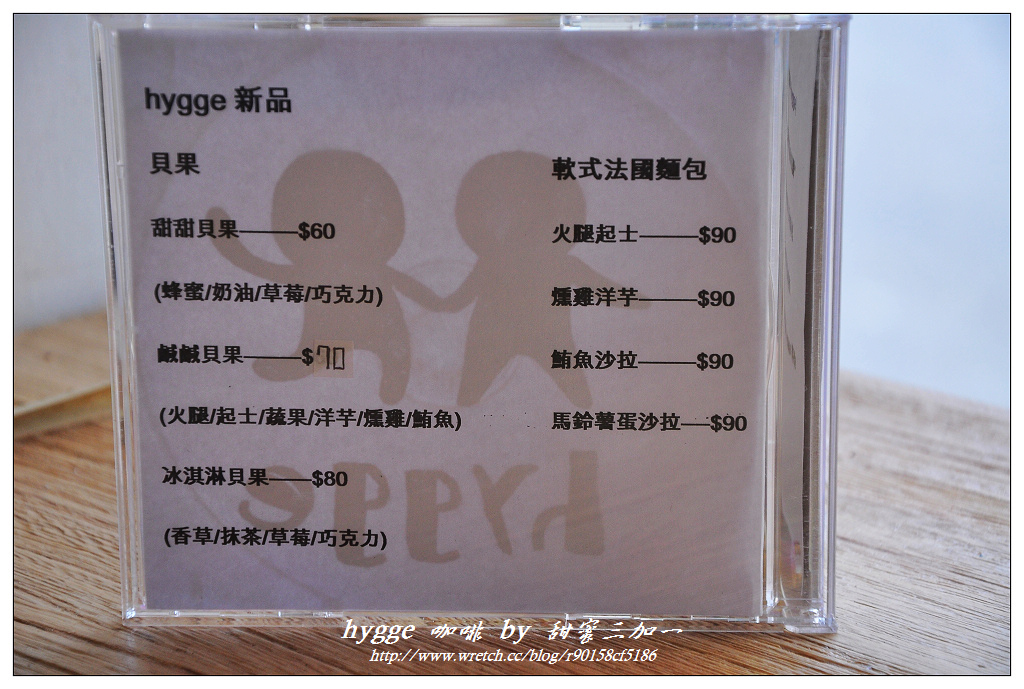 hygge 新品
貝果
甜甜貝果———$60
(蜂蜜/奶油/草莓/巧克力)
鹹鹹貝果———$70
(火腿/起士/蔬果/洋芋/燻雞/鮪魚)
冰淇淋貝果——$80
(香草/抹茶/草莓/巧克力)
軟式法國麵包
火腿起士———$90
燻雞洋芋———$90
鮪魚沙拉———$90
馬鈴薯蛋沙拉—–$90
hygge
hygge 咖啡 by 甜蜜三加一
http://www.wretch.cc/blog/r90158cf5186